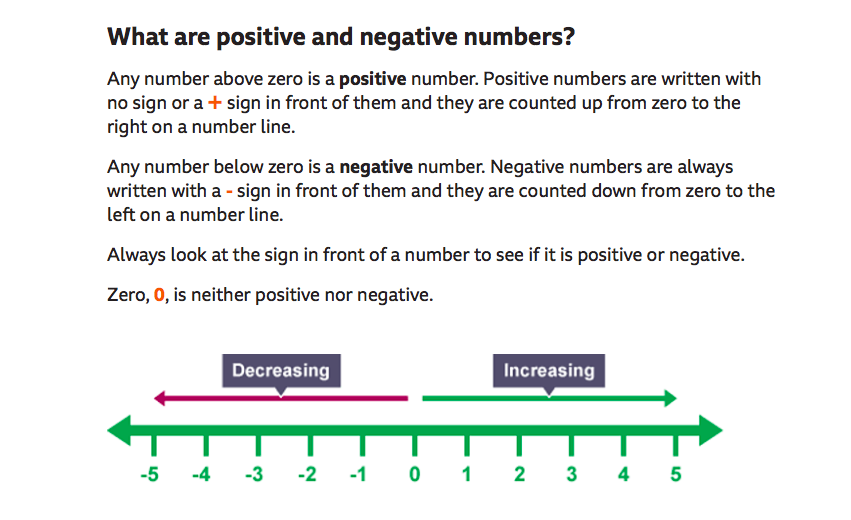 What are positive and negative numbers?
Any number above zero is a positive number. Positive numbers are written with
no sign or a + sign in front of them and they are counted up from zero to the
right on a number line.
Any number below zero is a negative number. Negative numbers are always
written with a - sign in front of them and they are counted down from zero to the
left on a number line.
Always look at the sign in front of a number to see if it is positive or negative.
Zero, 0, is neither positive nor negative.
Decreasing Increasing
-5 -4 -3 -2 -1 0 1 2 3 4 5